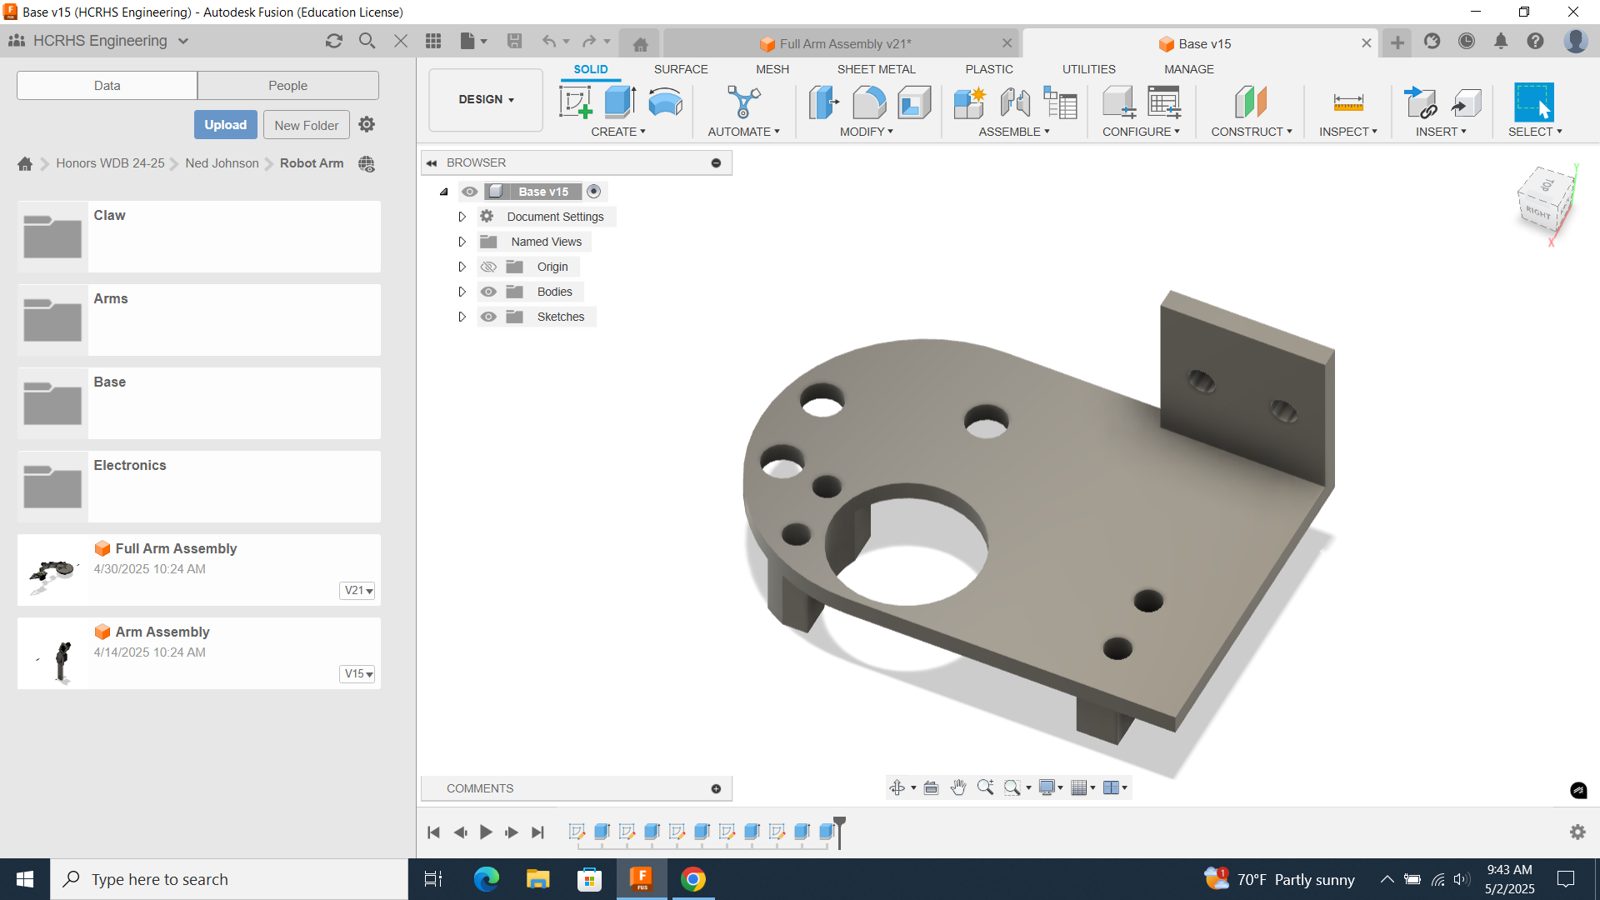 Base v15 (HCRHS Engineering) - Autodesk Fusion (Education License)
HCRHS Engineering
Full Arm Assembly v21*
Base v15
Data
People
Upload
New Folder
Honors WDB 24-25
Ned Johnson
Robot Arm
Claw
Arms
Base
Electronics
Full Arm Assembly
4/30/2025 10:24 AM
V21
Arm Assembly
4/14/2025 10:24 AM
V15
DESIGN
SOLID
SURFACE
MESH
SHEET METAL
PLASTIC
UTILITIES
MANAGE
CREATE
AUTOMATE
MODIFY
ASSEMBLE
CONFIGURE
CONSTRUCT
INSPECT
INSERT
SELECT
BROWSER
Base v15
Document Settings
Named Views
Origin
Bodies
Sketches
TOP
RIGHT
Y
X
COMMENTS
Type here to search
F
FUS
1
70°F Partly sunny
9:43 AM
5/2/2025